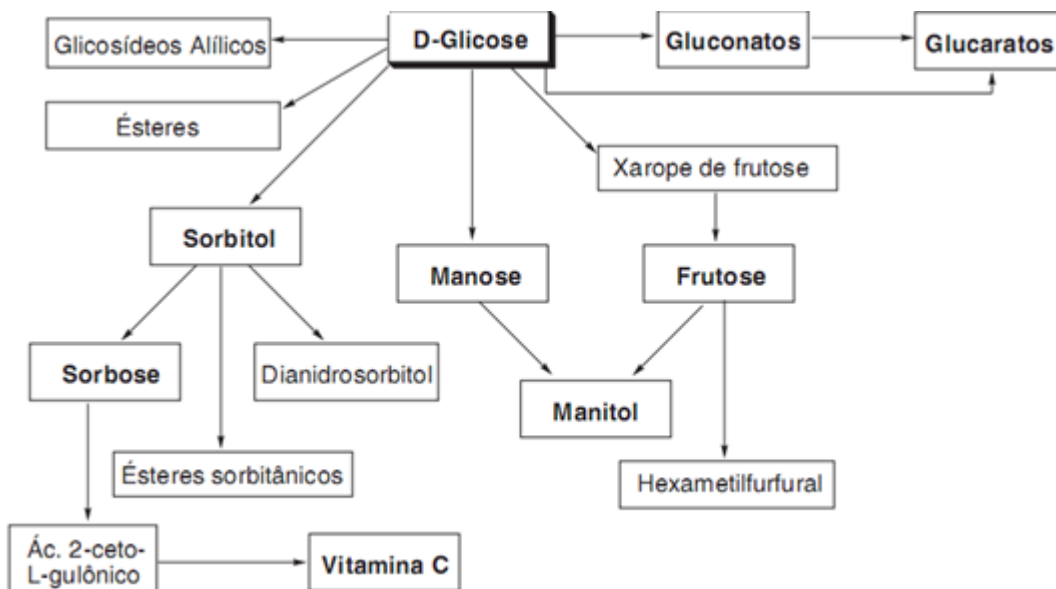 Glicosídeos Alílicos
D-Glicose
Gluconatos
Glucaratos
Ésteres
Xarope de frutose
Sorbitol
Manose
Frutose
Sorbose
Dianidrosorbitol
Manitol
Ésteres sorbitânicos
Hexametilfurfural
Ác. 2-ceto-
L-gulônico
Vitamina C